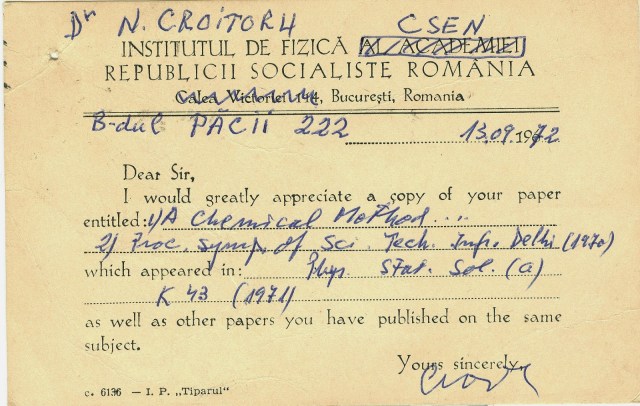 Dr N. CROITORU CSEN
INSTITUTUL DE FIZICĂ AL ACADEMIEI
REPUBLICII SOCIALISTE ROMÂNIA
Calea Victoriei 114, București, Romania
B-dul PĂCII 222 13.09.1972
Dear Sir,
I would greatly appreciate a copy of your paper
entitled: 1/A Chemical Method ...
2/ Proc. Symp. of Sci. Tech. Infr. Delhi (1970)
which appeared in: Phys. Stat. Sol. (a)
K 43 (1971)
as well as other papers you have published on the same
subject.
Yours sincerely,
c. 6136 — I. P. „Tiparul"